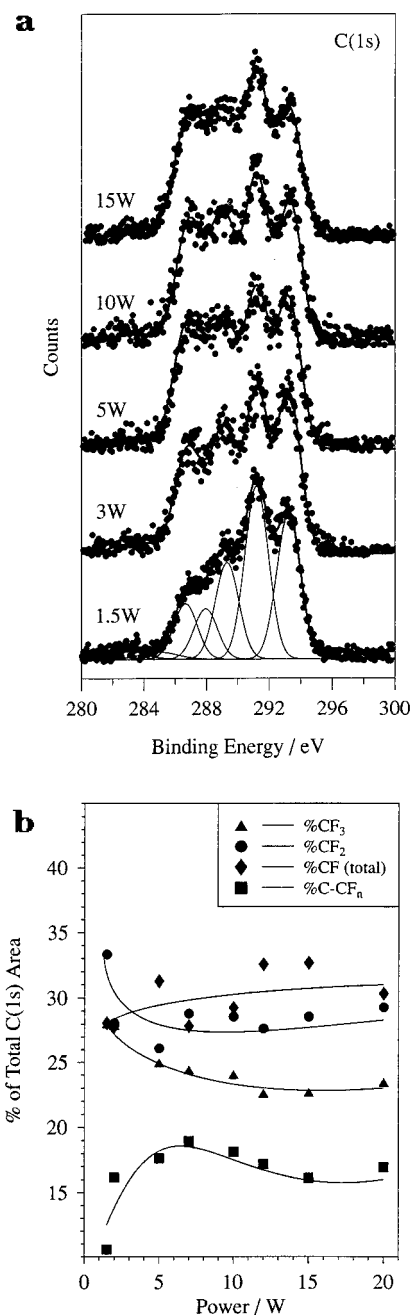 a
C(1s)
15W
10W
5W
3W
1.5W
Counts
280 284 288 292 296 300
Binding Energy / eV
b
%CF₃
%CF₂
%CF (total)
%C-CFₙ
40
35
30
25
20
15
% of Total C(1s) Area
0 5 10 15 20
Power / W